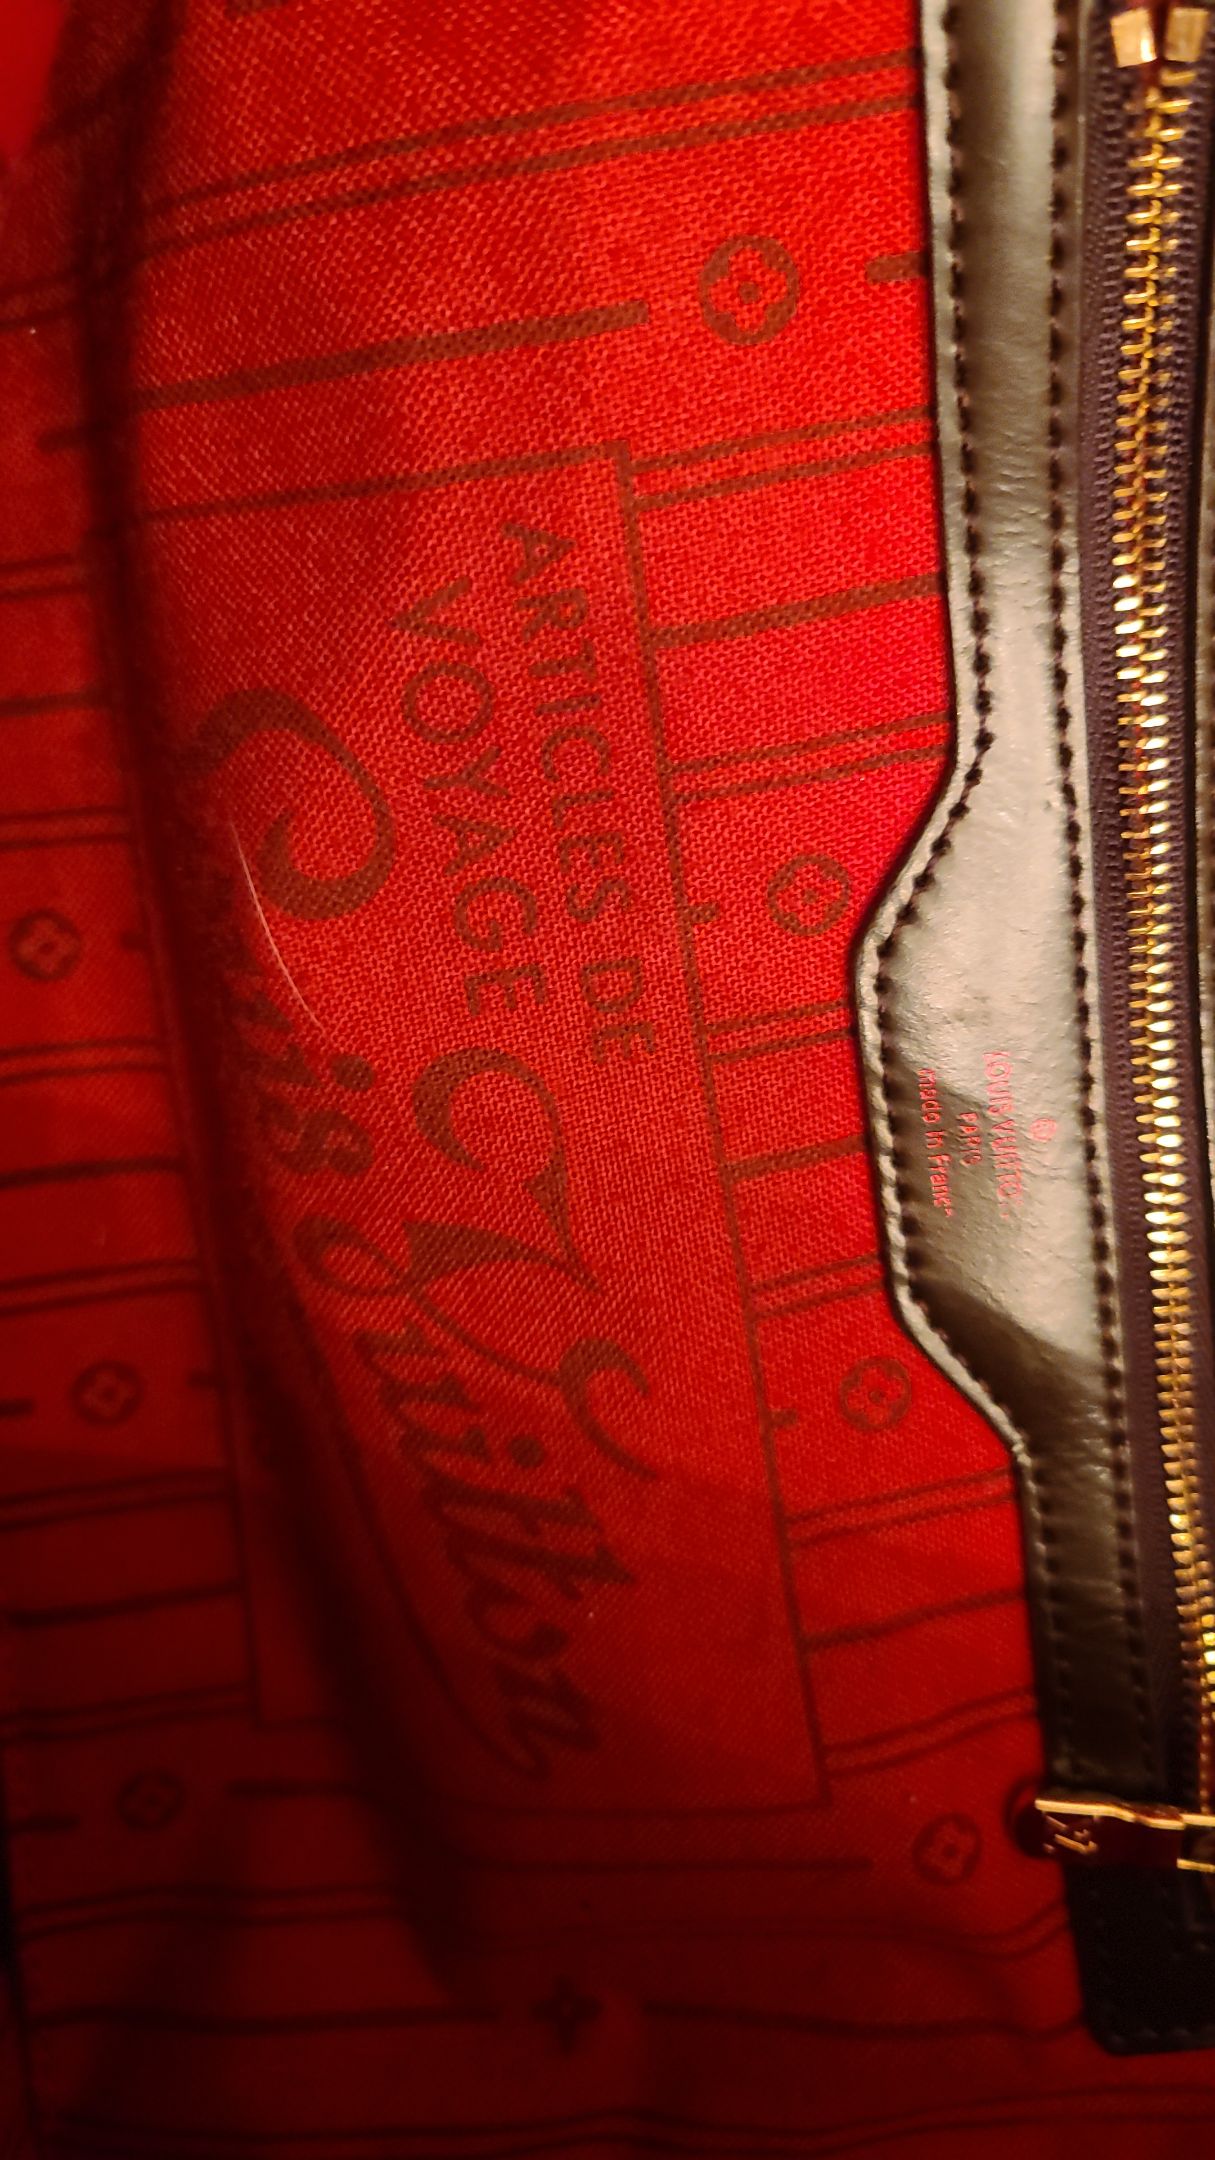 ARTICLES DE
VOYAGE
Louis Vuitton
LOUIS VUITTON
PARIS
made in France